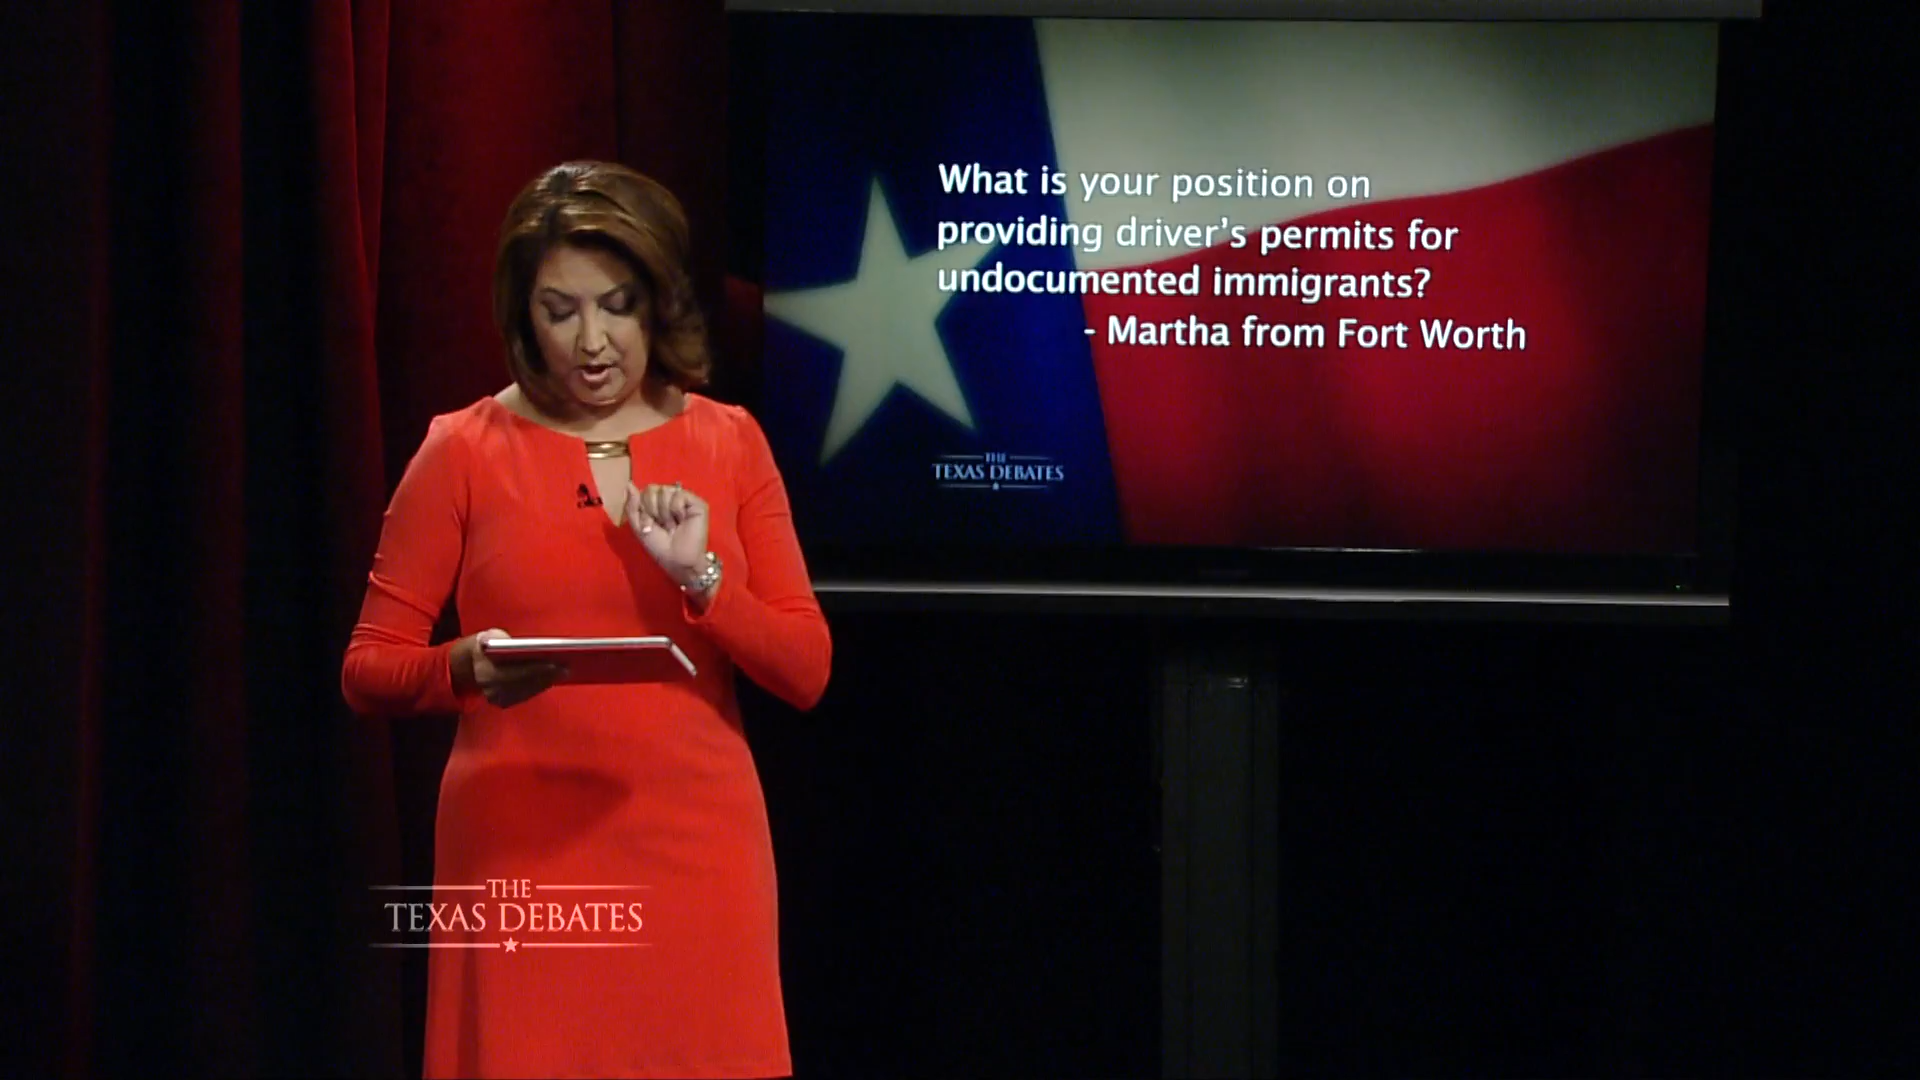 What is your position on
providing driver's permits for
undocumented immigrants?
- Martha from Fort Worth
THE
TEXAS DEBATES
THE
TEXAS DEBATES